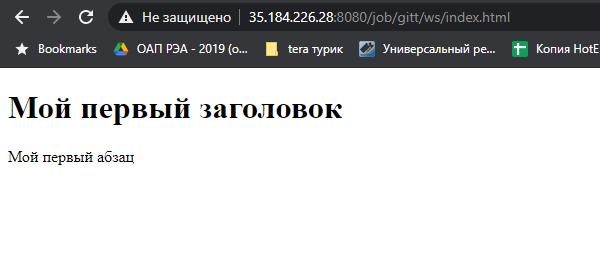 Не защищено 35.184.226.28:8080/job/gitt/ws/index.html
Bookmarks ОАП РЭА - 2019 (о... tera турик Универсальный ре... Копия HotE
Мой первый заголовок
Мой первый абзац